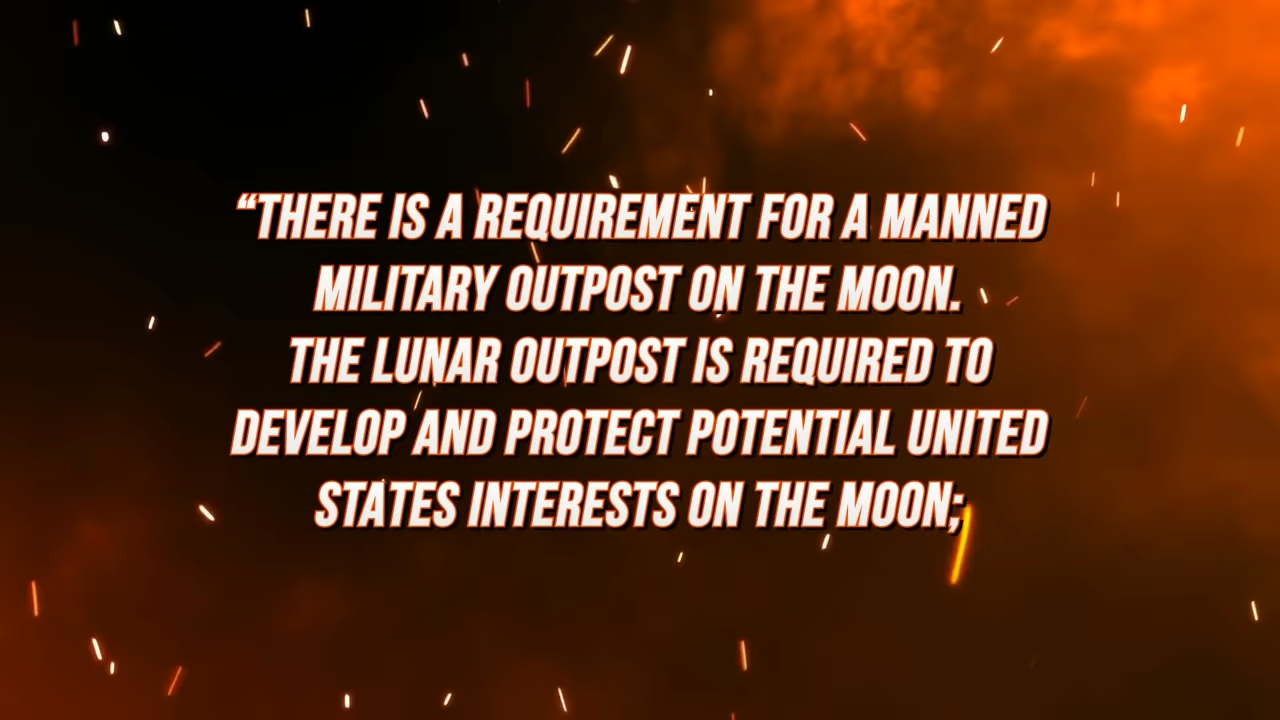 “THERE IS A REQUIREMENT FOR A MANNED
MILITARY OUTPOST ON THE MOON.
THE LUNAR OUTPOST IS REQUIRED TO
DEVELOP AND PROTECT POTENTIAL UNITED
STATES INTERESTS ON THE MOON;